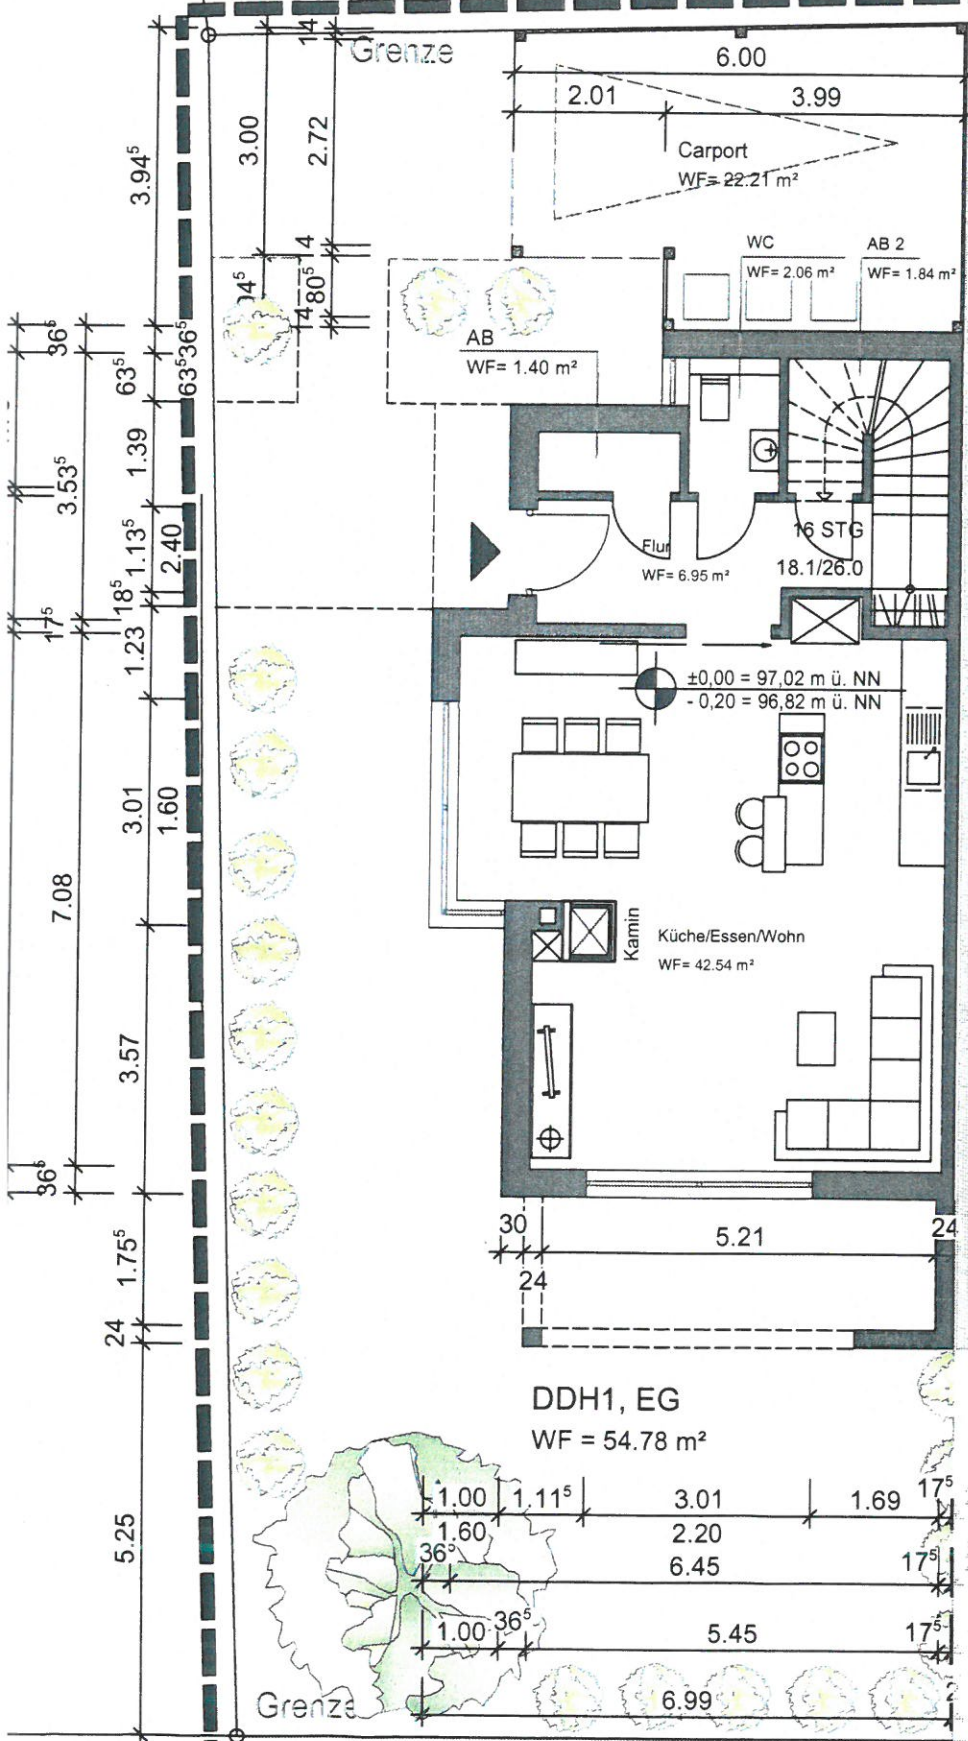 Grenze
14
6.00
2.01
3.99
3.94⁵
3.00
2.72
Carport
WF= 22.21 m²
14
WC
WF= 2.06 m²
AB 2
WF= 1.84 m²
94⁵
80⁵
4
AB
WF= 1.40 m²
36⁵
36⁵
63⁵
63⁵
1.39
3.53⁵
1.13⁵
2.40
18⁵
17⁵
1.23
Flur
WF= 6.95 m²
16 STG
18.1/26.0
±0,00 = 97,02 m ü. NN
- 0,20 = 96,82 m ü. NN
3.01
1.60
7.08
Kamin
Küche/Essen/Wohn
WF= 42.54 m²
3.57
36⁵
1.75⁵
24
30
24
5.21
24
DDH1, EG
WF = 54.78 m²
5.25
1.00
1.11⁵
3.01
1.69
17⁵
1.60
2.20
36⁵
6.45
17⁵
1.00
36⁵
5.45
17⁵
Grenze
6.99